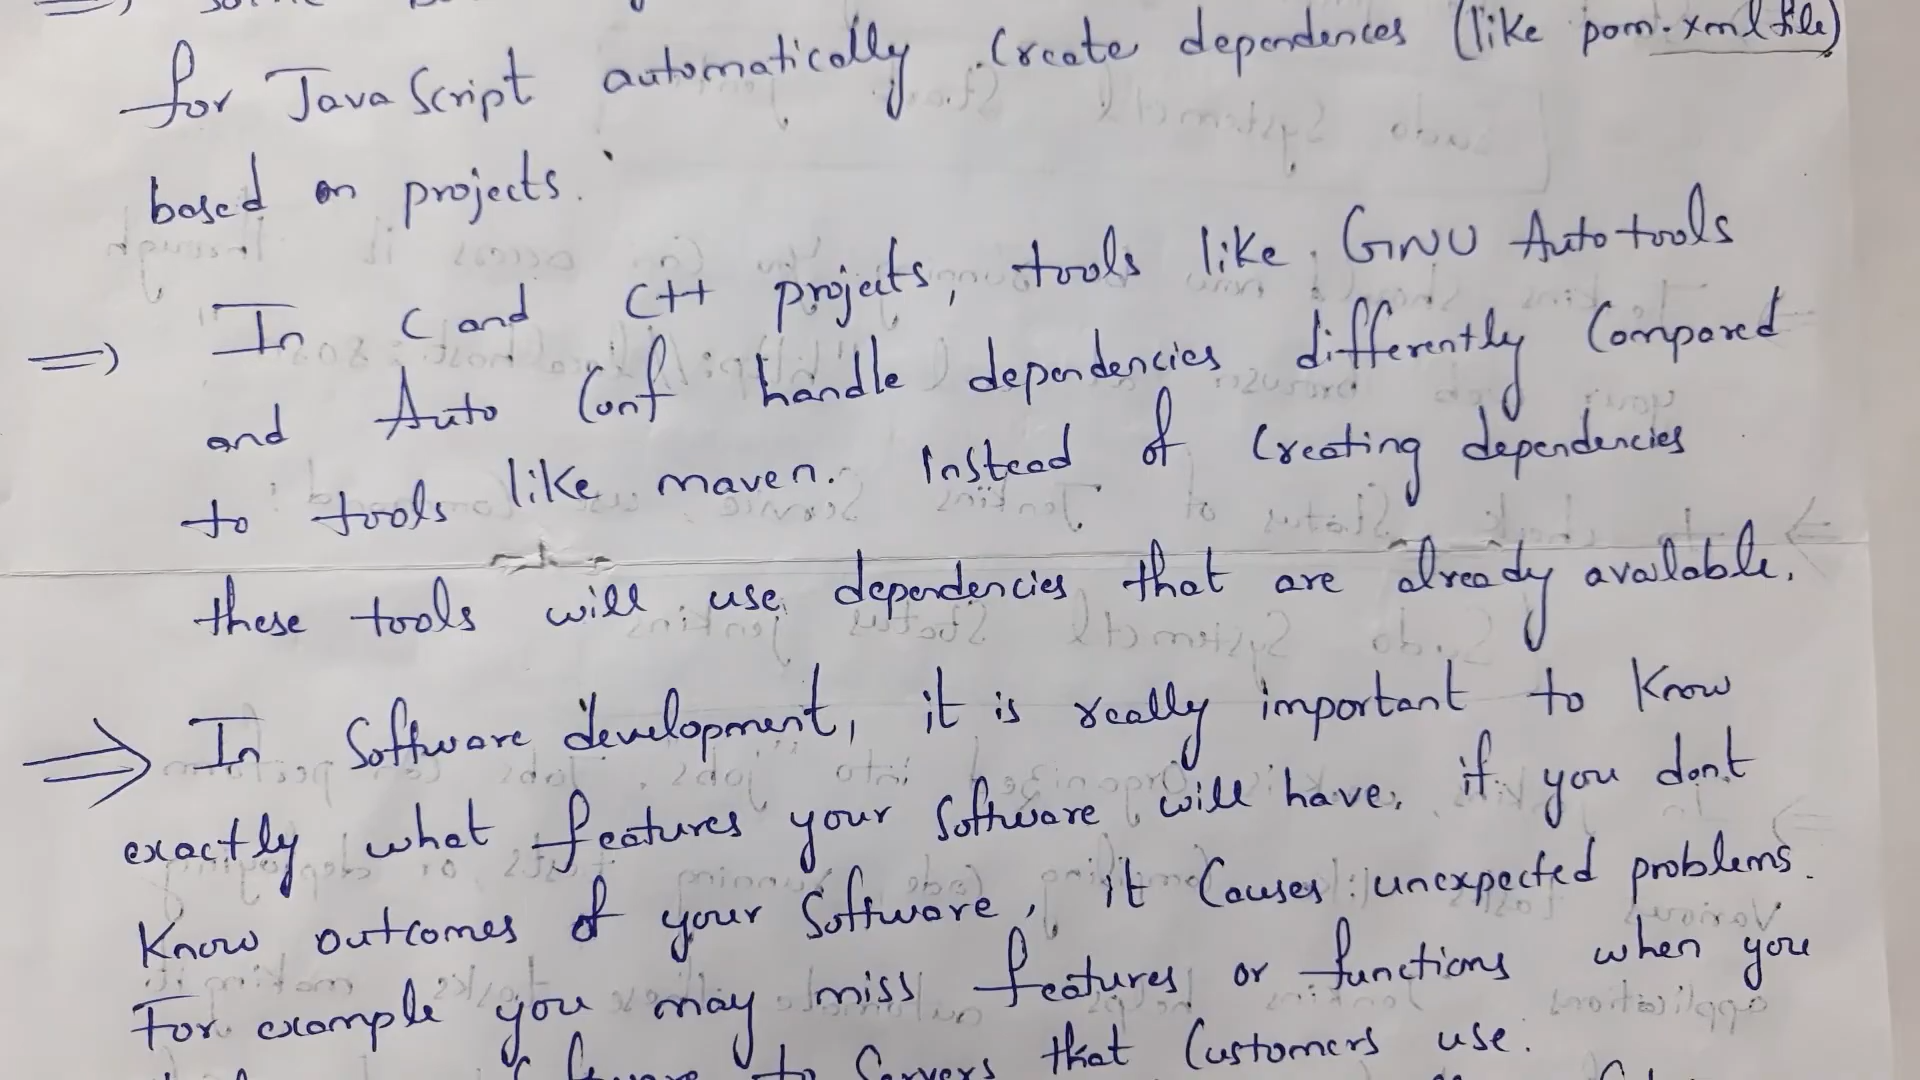 for JavaScript automatically Create dependences (like pom.xml file)
based on projects.
=> In C and C++ projects, tools like GNU Autotools
and Auto Conf handle dependencies differently Compared
to tools like maven. Instead of Creating dependencies
these tools will use dependencies that are already available.
=> In Software development, it is really important to Know
exactly what features your Software will have. if you don't
Know outcomes of your Software, it Causes unexpected problems.
For example you may miss features or functions when you
to Servers that Customers use.